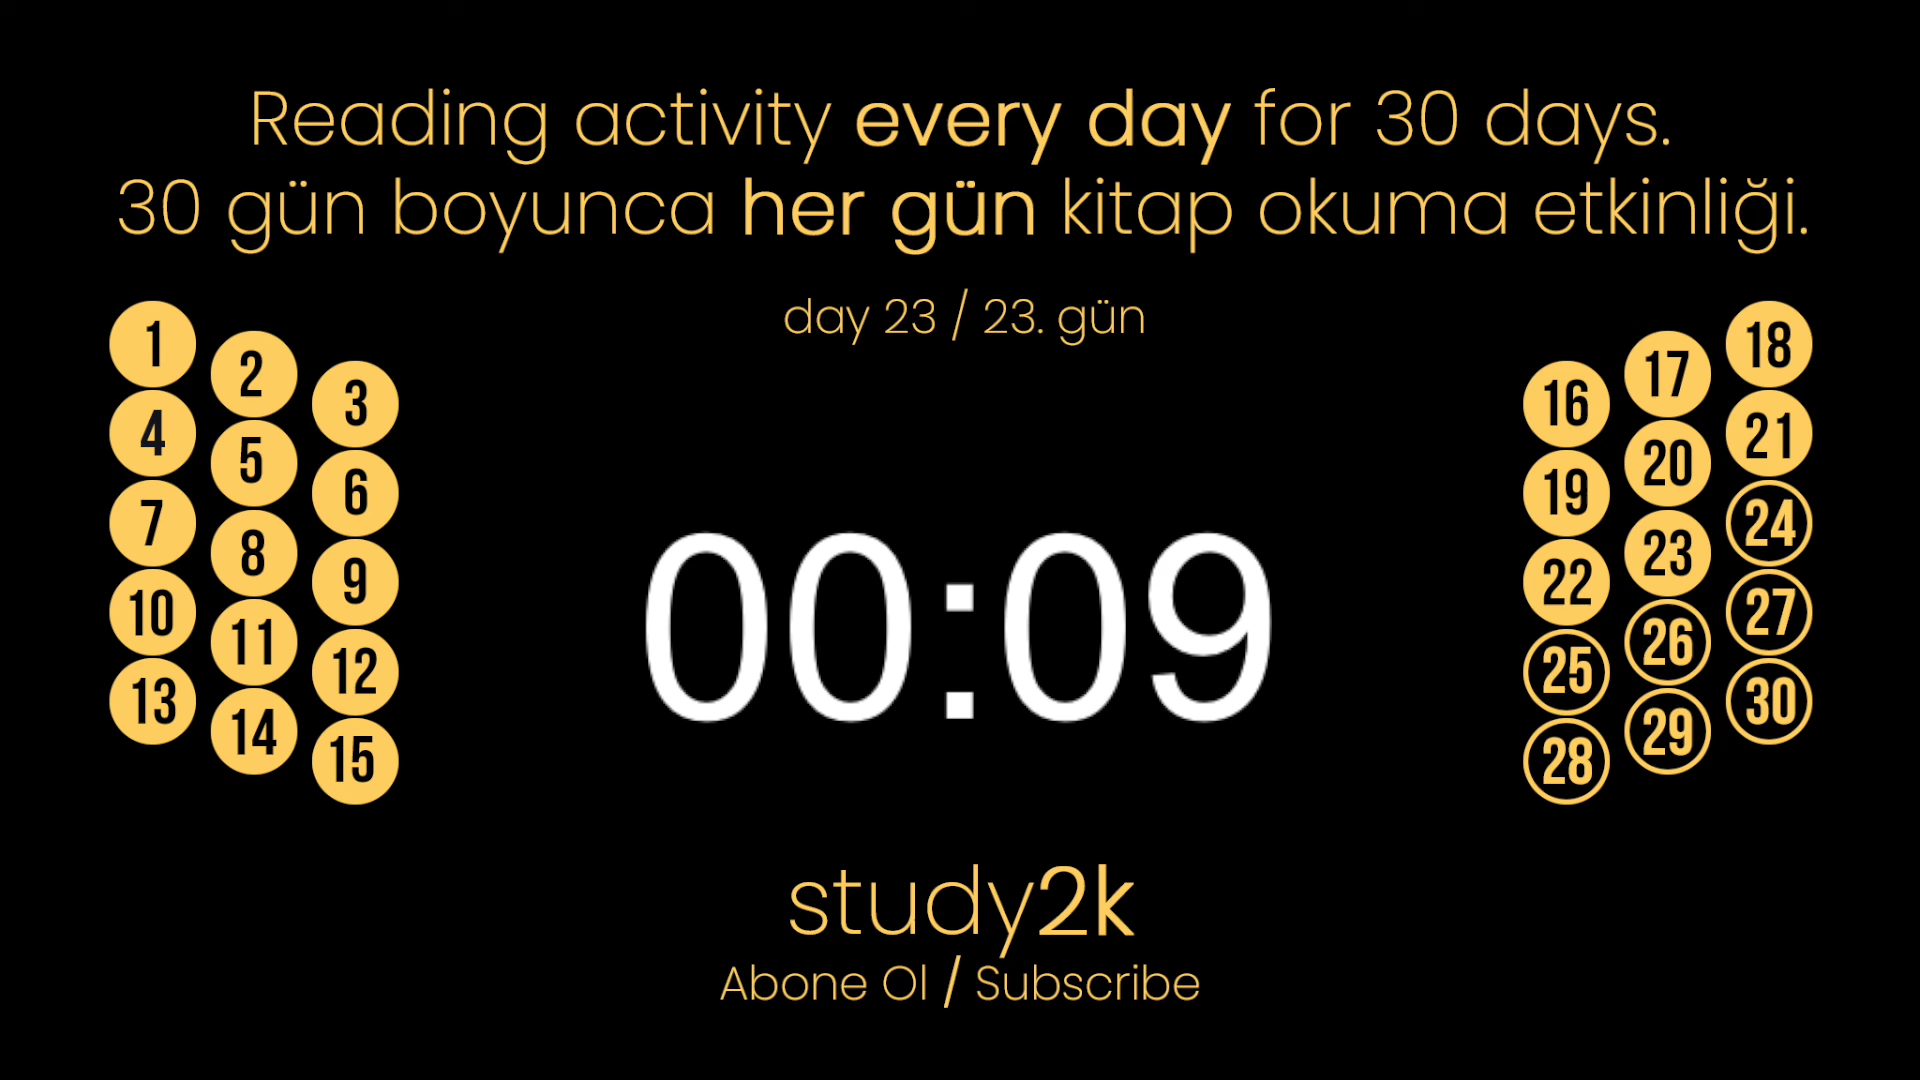 Reading activity every day for 30 days.
30 gün boyunca her gün kitap okuma etkinliği.
day 23 / 23. gün
1 2 3
4 5 6
7 8 9
10 11 12
13 14 15
00:09
16 17 18
19 20 21
22 23 24
25 26 27
28 29 30
study2k
Abone Ol / Subscribe